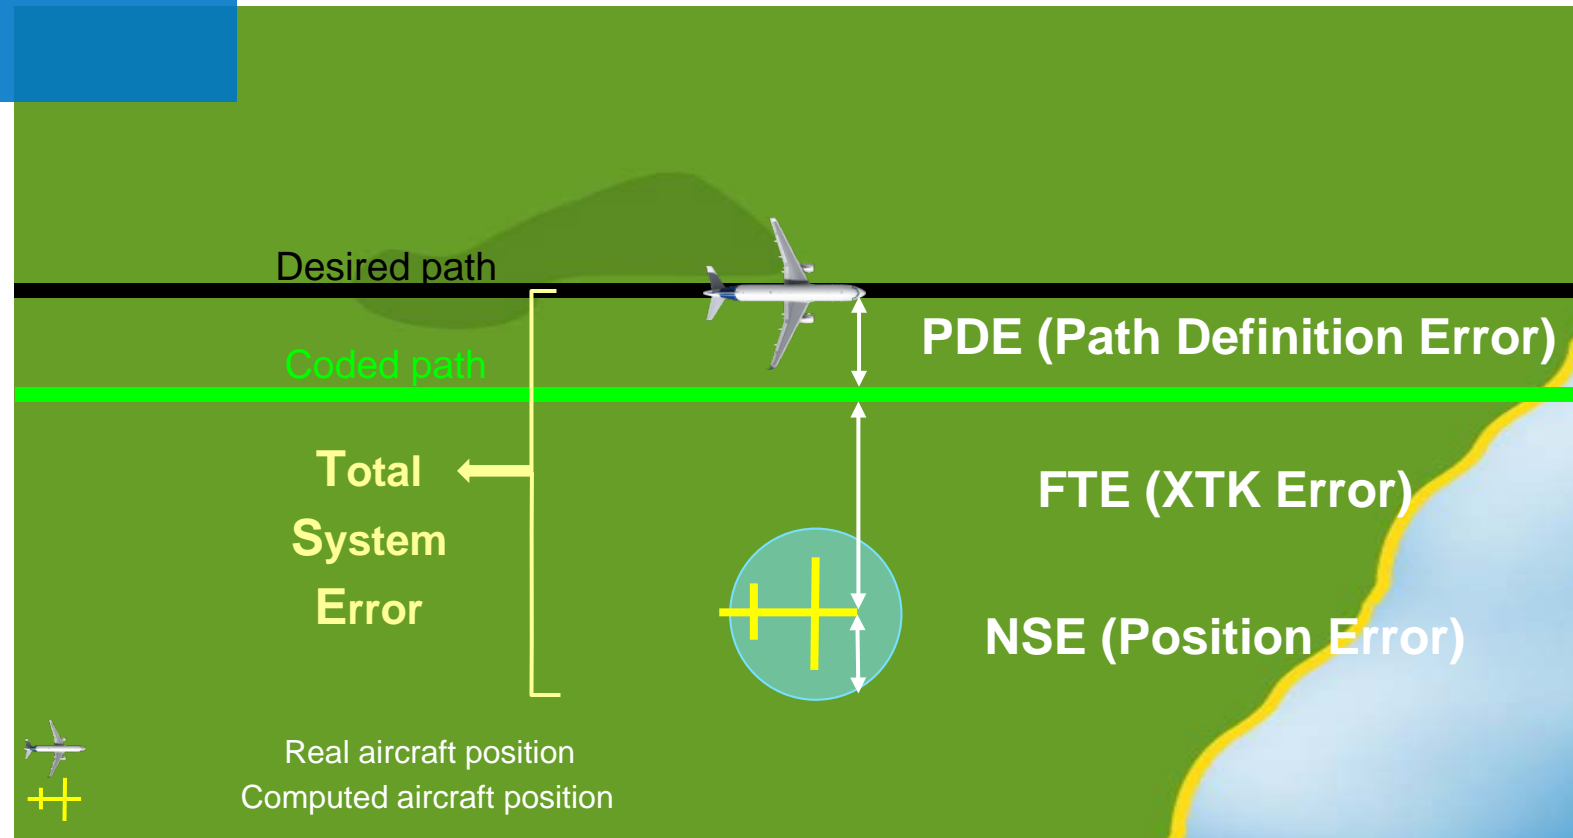 Desired path
PDE (Path Definition Error)
Coded path
Total
System
Error
FTE (XTK Error)
NSE (Position Error)
Real aircraft position
Computed aircraft position